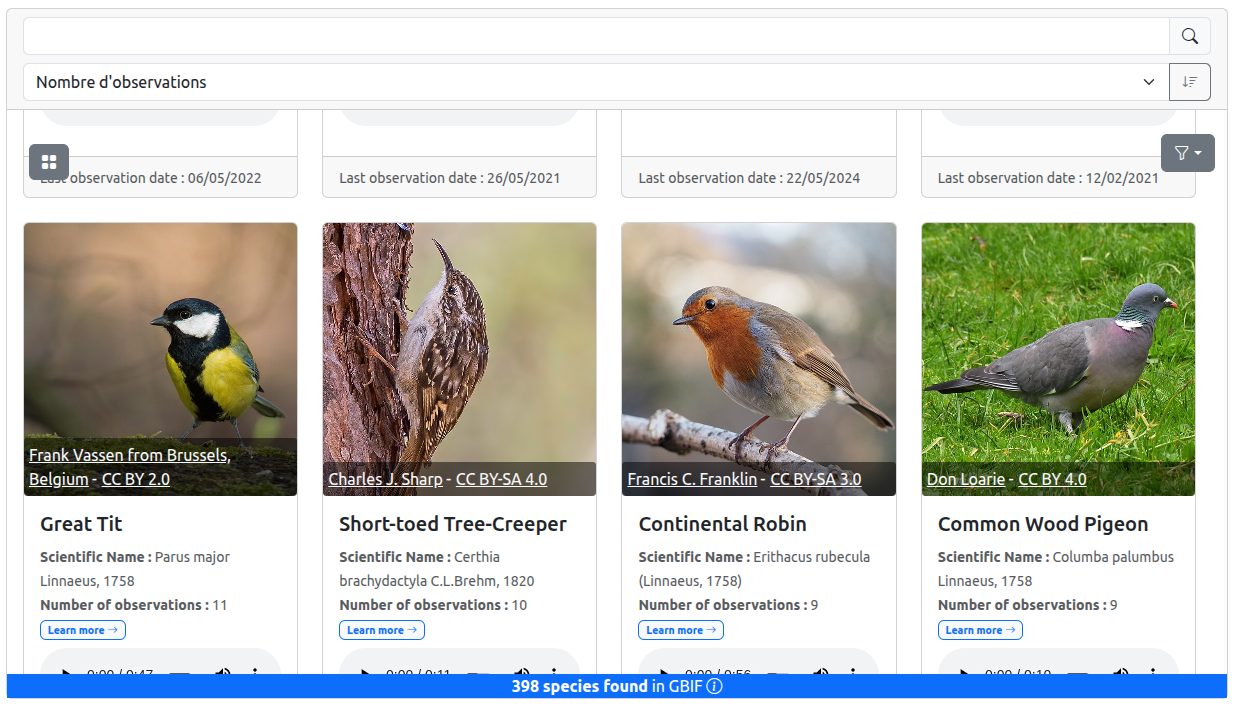 Nombre d'observations
Last observation date : 06/05/2022
Last observation date : 26/05/2021
Last observation date : 22/05/2024
Last observation date : 12/02/2021
Frank Vassen from Brussels,
Belgium - CC BY 2.0
Charles J. Sharp - CC BY-SA 4.0
Francis C. Franklin - CC BY-SA 3.0
Don Loarie - CC BY 4.0
Great Tit
Scientific Name : Parus major
Linnaeus, 1758
Number of observations : 11
Learn more →
0:00 / 0:47
Short-toed Tree-Creeper
Scientific Name : Certhia
brachydactyla C.L.Brehm, 1820
Number of observations : 10
Learn more →
0:00 / 0:11
Continental Robin
Scientific Name : Erithacus rubecula
(Linnaeus, 1758)
Number of observations : 9
Learn more →
0:00 / 0:56
Common Wood Pigeon
Scientific Name : Columba palumbus
Linnaeus, 1758
Number of observations : 9
Learn more →
0:00 / 0:10
398 species found in GBIF